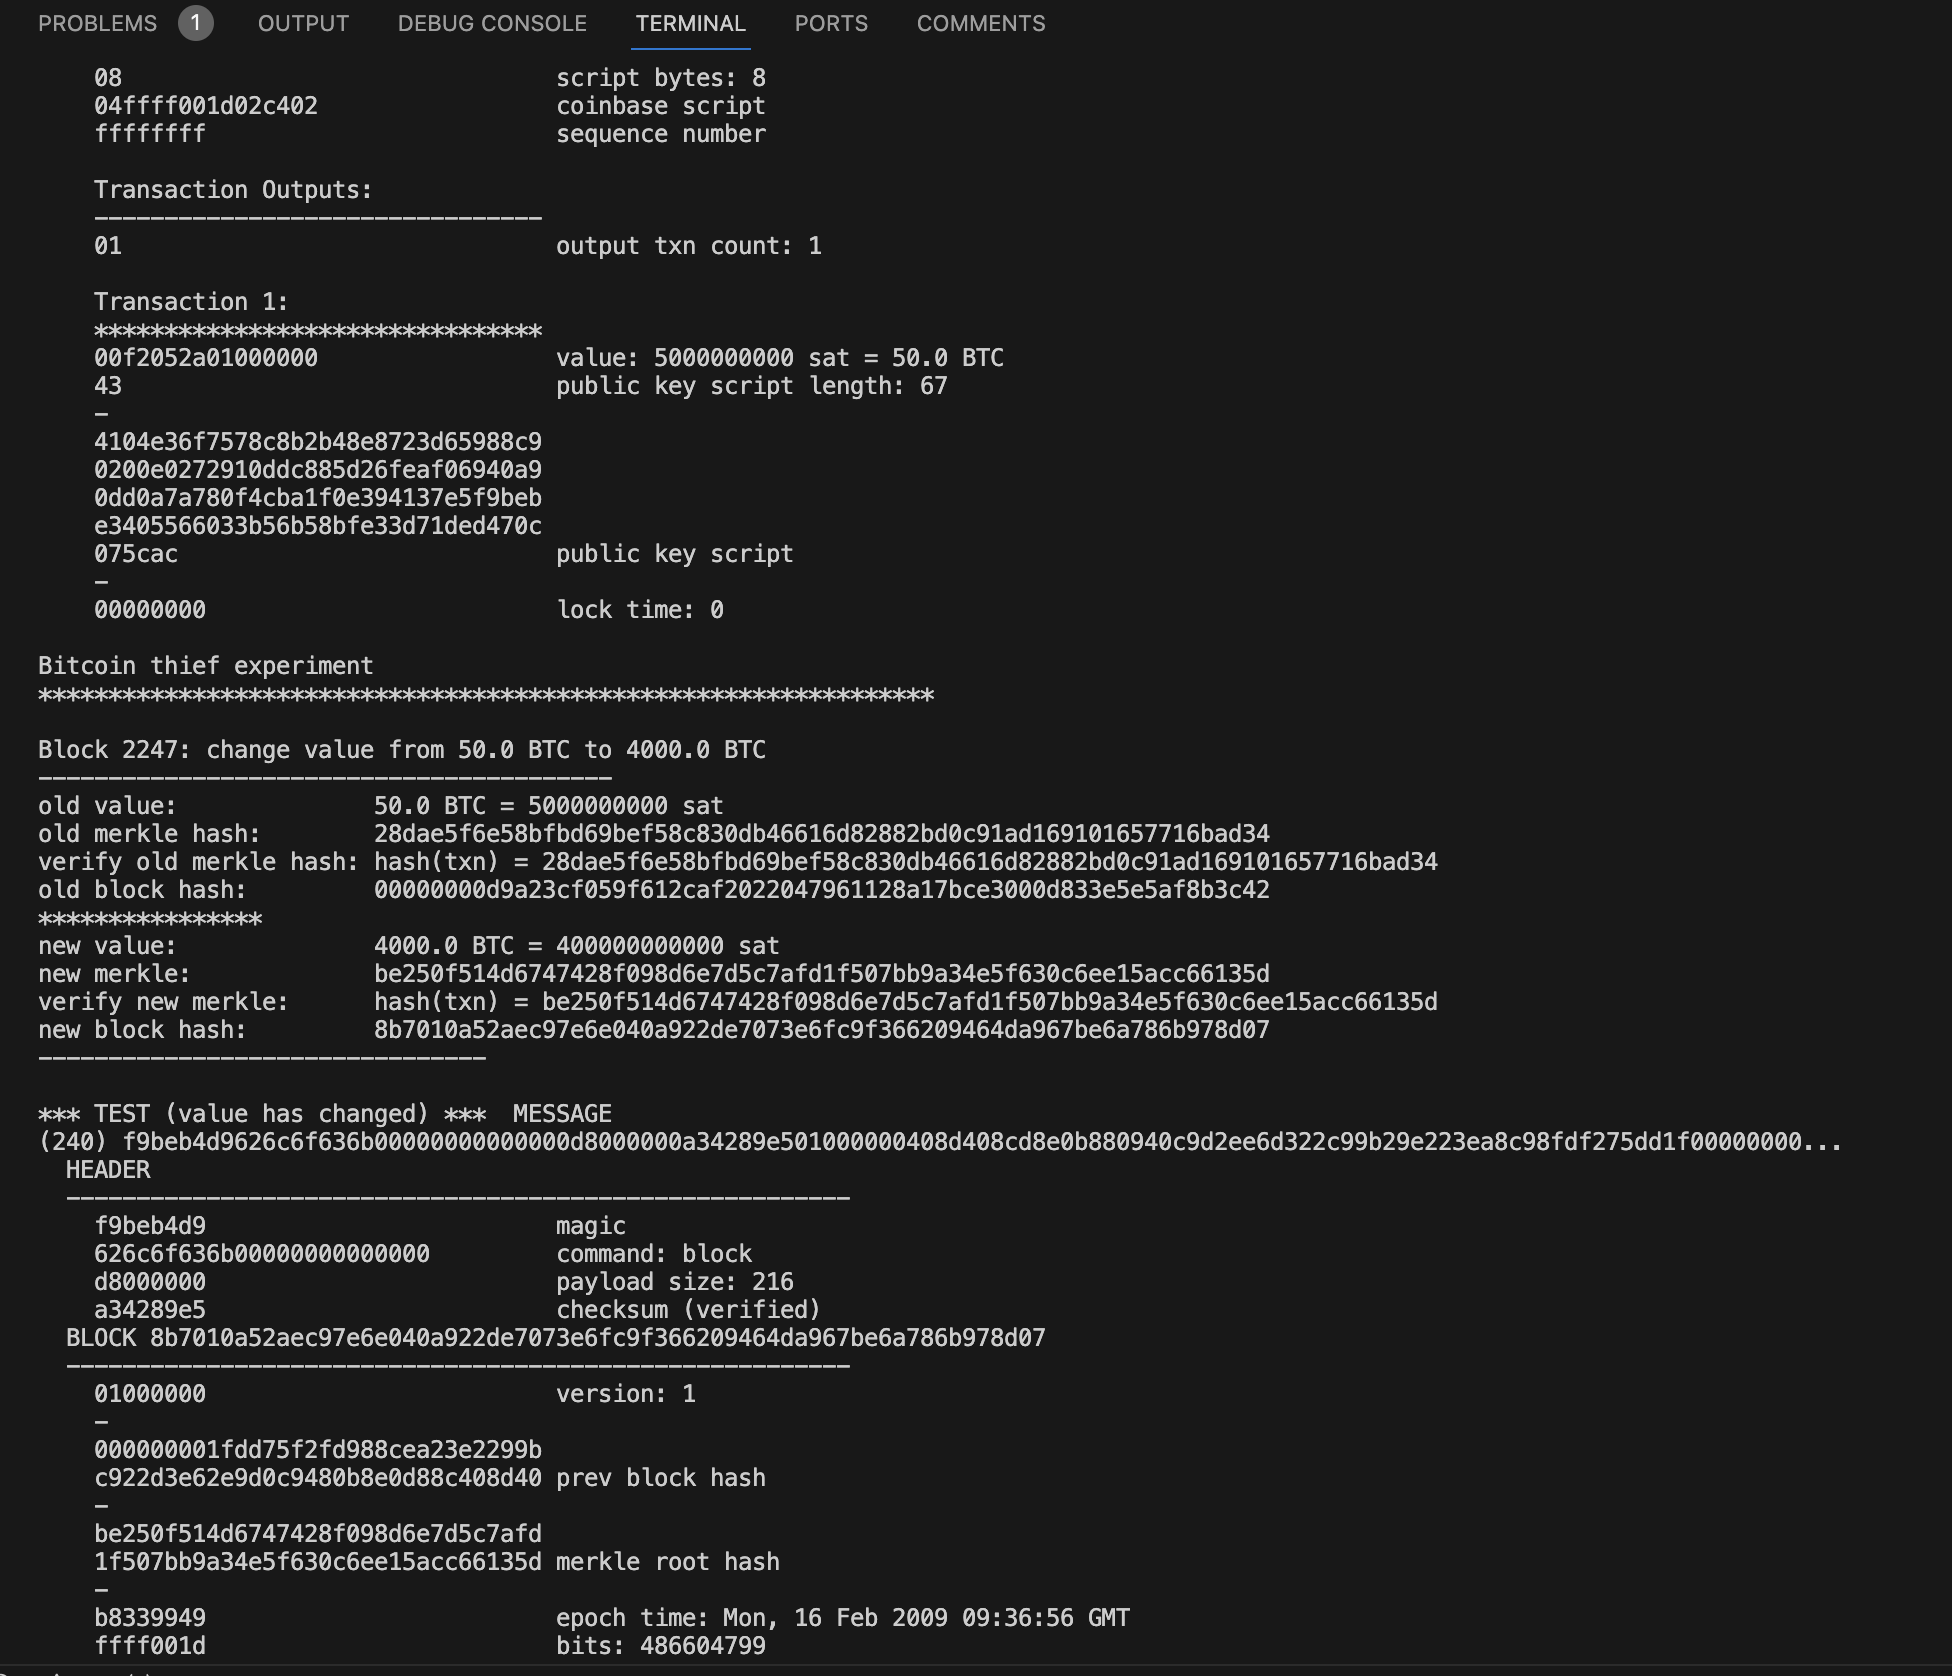 PROBLEMS 1 OUTPUT DEBUG CONSOLE TERMINAL PORTS COMMENTS
08 script bytes: 8
04ffff001d02c402 coinbase script
ffffffff sequence number
Transaction Outputs:
--------------------------------
01 output txn count: 1
Transaction 1:
********************************
00f2052a01000000 value: 5000000000 sat = 50.0 BTC
43 public key script length: 67
-
4104e36f7578c8b2b48e8723d65988c9
0200e0272910ddc885d26feaf06940a9
0dd0a7a780f4cba1f0e394137e5f9beb
e3405566033b56b58bfe33d71ded470c
075cac public key script
-
00000000 lock time: 0
Bitcoin thief experiment
****************************************************************
Block 2247: change value from 50.0 BTC to 4000.0 BTC
-----------------------------------------
old value: 50.0 BTC = 5000000000 sat
old merkle hash: 28dae5f6e58bfbd69bef58c830db46616d82882bd0c91ad169101657716bad34
verify old merkle hash: hash(txn) = 28dae5f6e58bfbd69bef58c830db46616d82882bd0c91ad169101657716bad34
old block hash: 00000000d9a23cf059f612caf2022047961128a17bce3000d833e5e5af8b3c42
****************
new value: 4000.0 BTC = 400000000000 sat
new merkle: be250f514d6747428f098d6e7d5c7afd1f507bb9a34e5f630c6ee15acc66135d
verify new merkle: hash(txn) = be250f514d6747428f098d6e7d5c7afd1f507bb9a34e5f630c6ee15acc66135d
new block hash: 8b7010a52aec97e6e040a922de7073e6fc9f366209464da967be6a786b978d07
--------------------------------
*** TEST (value has changed) *** MESSAGE
(240) f9beb4d9626c6f636b00000000000000d8000000a34289e501000000408d408cd8e0b880940c9d2ee6d322c99b29e223ea8c98fdf275dd1f00000000...
HEADER
--------------------------------------------------------
f9beb4d9 magic
626c6f636b00000000000000 command: block
d8000000 payload size: 216
a34289e5 checksum (verified)
BLOCK 8b7010a52aec97e6e040a922de7073e6fc9f366209464da967be6a786b978d07
--------------------------------------------------------
01000000 version: 1
-
000000001fdd75f2fd988cea23e2299b
c922d3e62e9d0c9480b8e0d88c408d40 prev block hash
-
be250f514d6747428f098d6e7d5c7afd
1f507bb9a34e5f630c6ee15acc66135d merkle root hash
-
b8339949 epoch time: Mon, 16 Feb 2009 09:36:56 GMT
ffff001d bits: 486604799